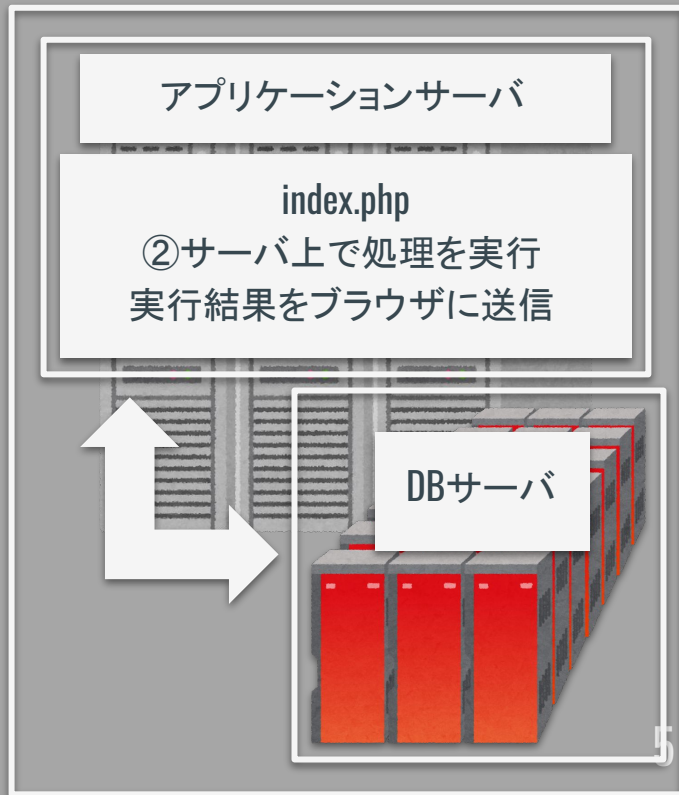 アプリケーションサーバ
index.php
②サーバ上で処理を実行
実行結果をブラウザに送信
DBサーバ
5